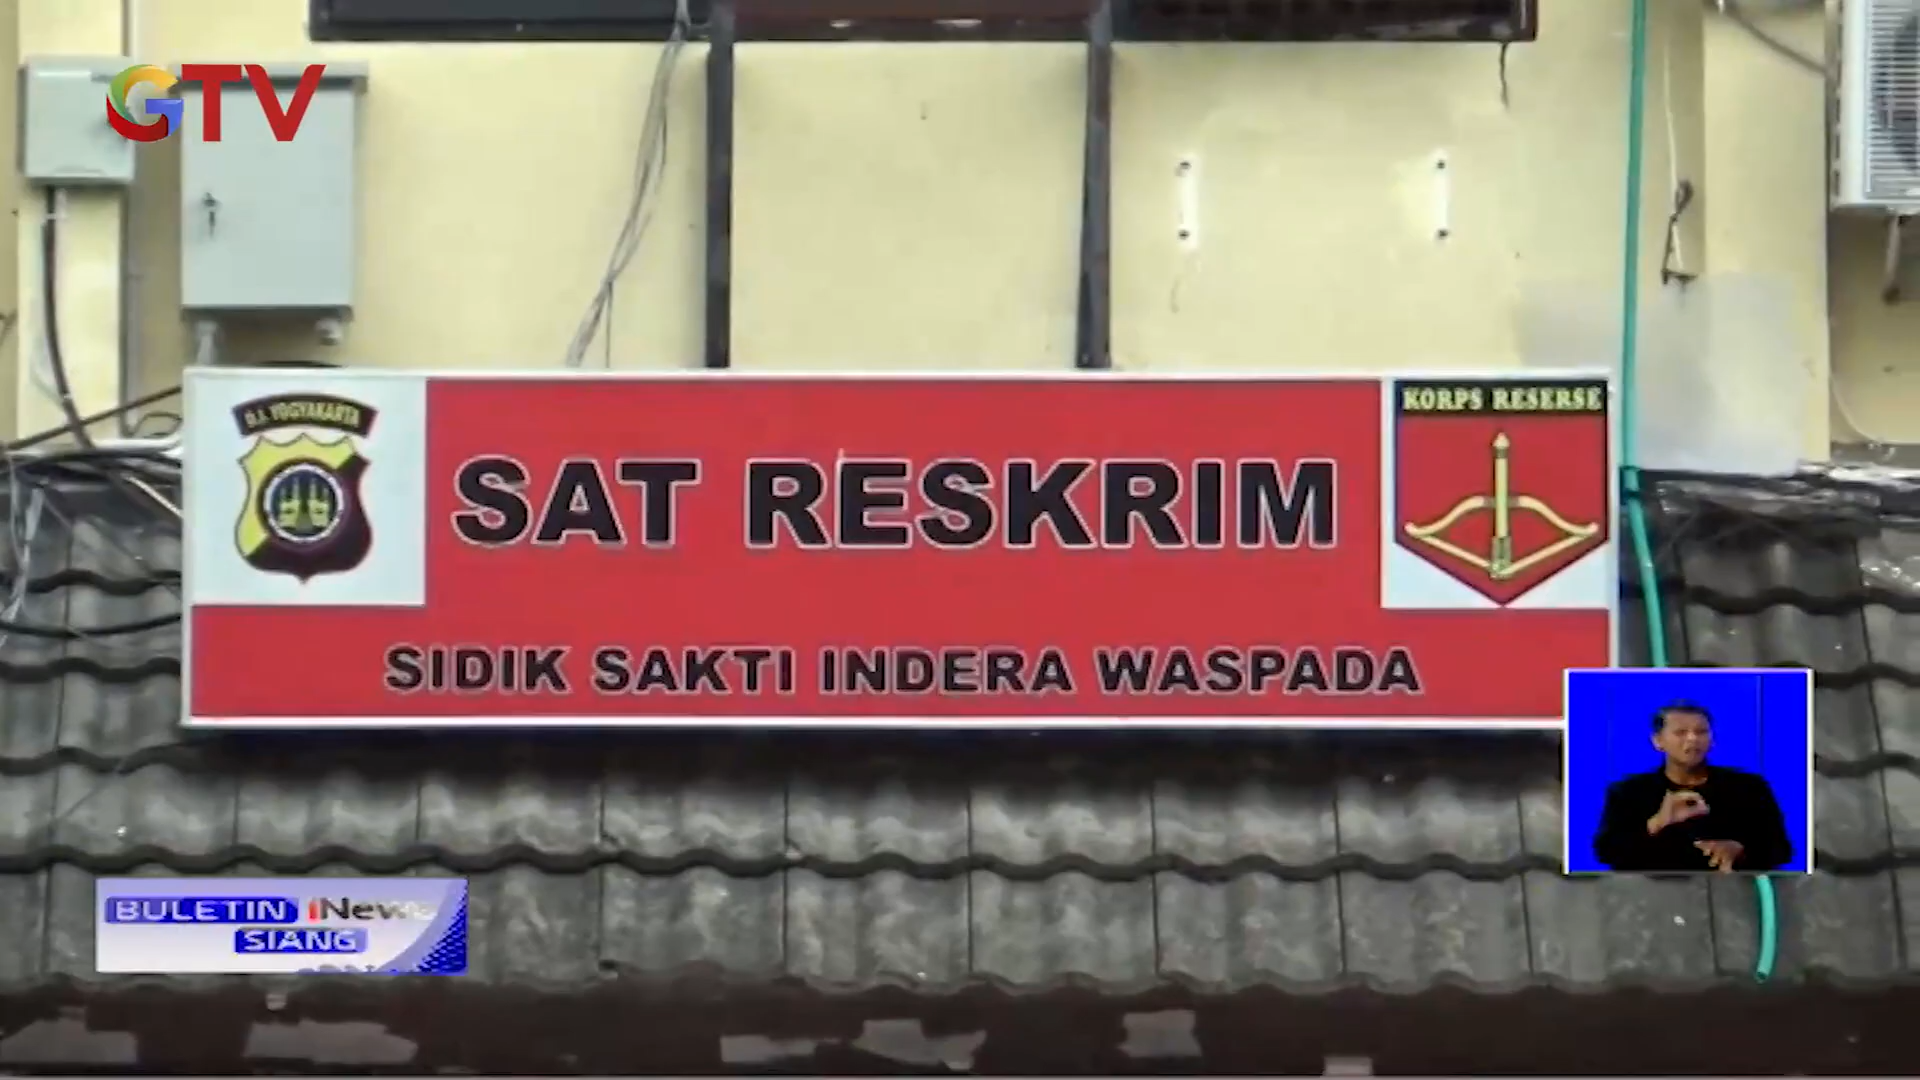 GTV
D.I. YOGYAKARTA
KORPS RESERSE
SAT RESKRIM
SIDIK SAKTI INDERA WASPADA
BULETIN iNews
SIANG